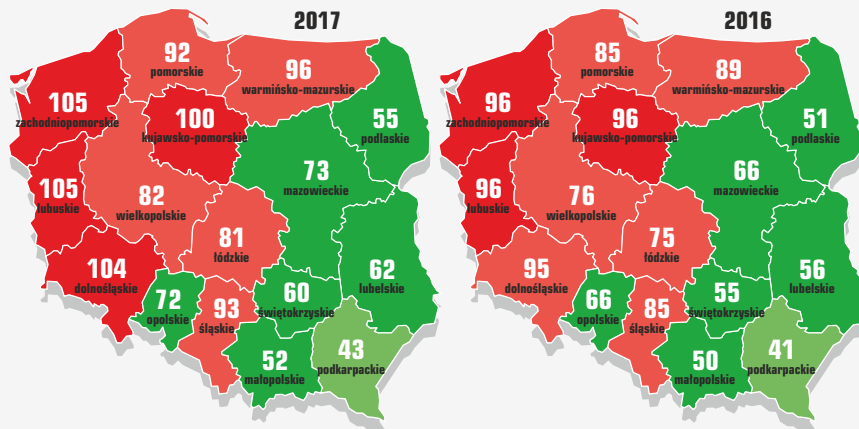 2017
92
pomorskie
96
warmińsko-mazurskie
105
zachodniopomorskie
100
kujawsko-pomorskie
55
podlaskie
73
mazowieckie
105
lubuskie
82
wielkopolskie
81
łódzkie
62
lubelskie
104
dolnośląskie
72
opolskie
93
śląskie
60
świętokrzyskie
52
małopolskie
43
podkarpackie
2016
85
pomorskie
89
warmińsko-mazurskie
96
zachodniopomorskie
96
kujawsko-pomorskie
51
podlaskie
66
mazowieckie
96
lubuskie
76
wielkopolskie
75
łódzkie
56
lubelskie
95
dolnośląskie
66
opolskie
85
śląskie
55
świętokrzyskie
50
małopolskie
41
podkarpackie